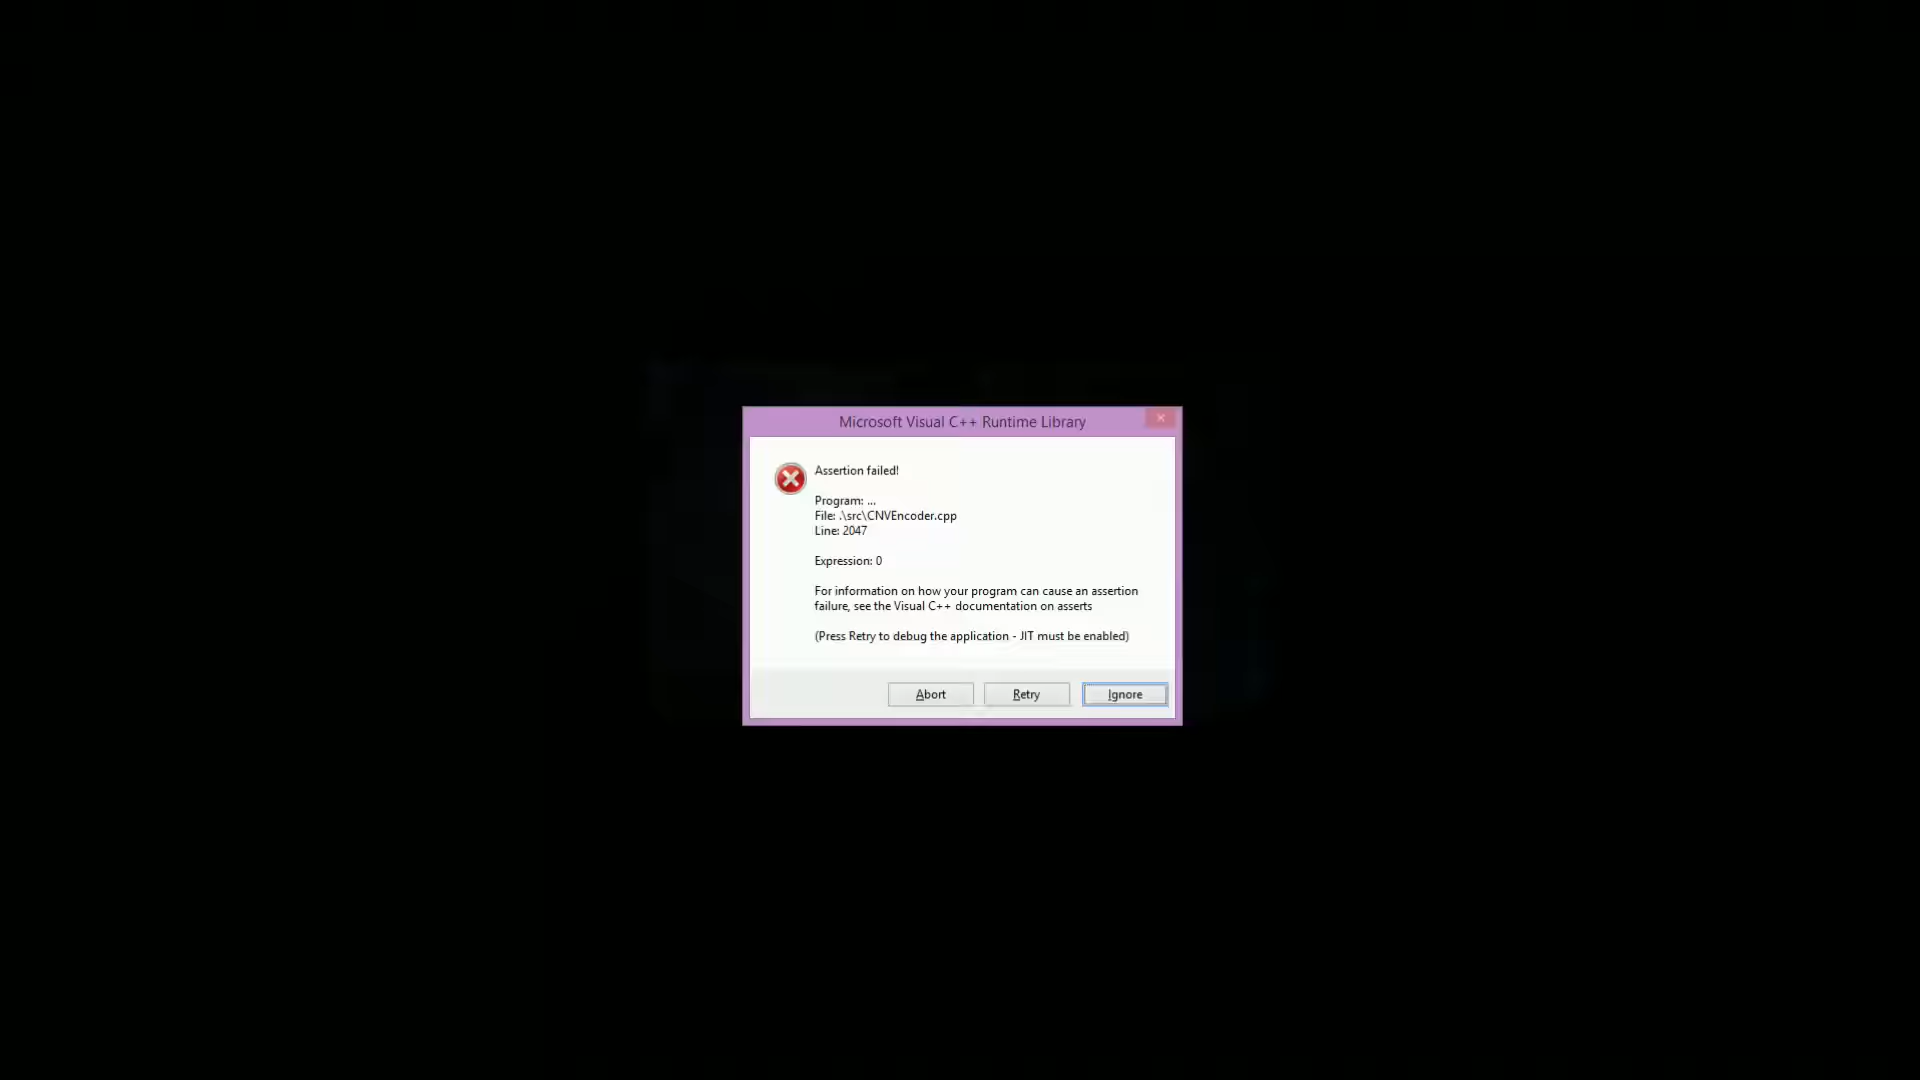 Microsoft Visual C++ Runtime Library
Assertion failed!
Program: ...
File: .\src\CNVEncoder.cpp
Line: 2047
Expression: 0
For information on how your program can cause an assertion
failure, see the Visual C++ documentation on asserts
(Press Retry to debug the application - JIT must be enabled)
Abort Retry Ignore